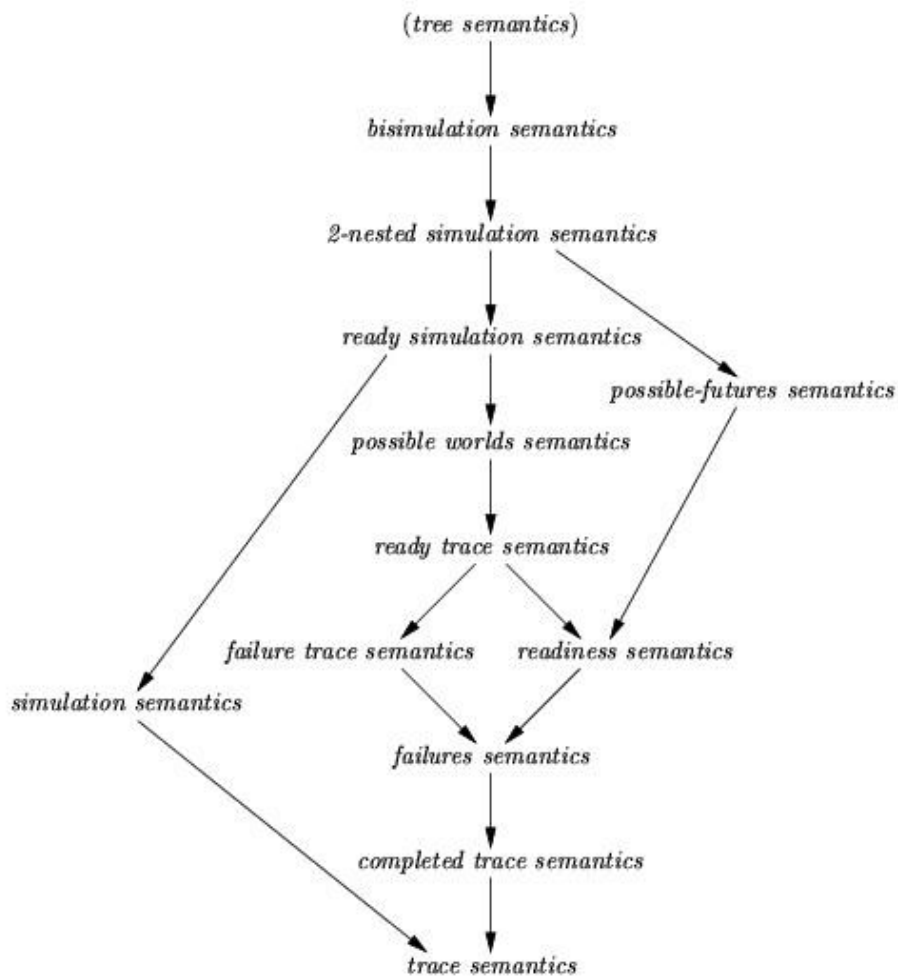 (tree semantics)
bisimulation semantics
2-nested simulation semantics
ready simulation semantics
possible-futures semantics
possible worlds semantics
ready trace semantics
failure trace semantics
readiness semantics
simulation semantics
failures semantics
completed trace semantics
trace semantics